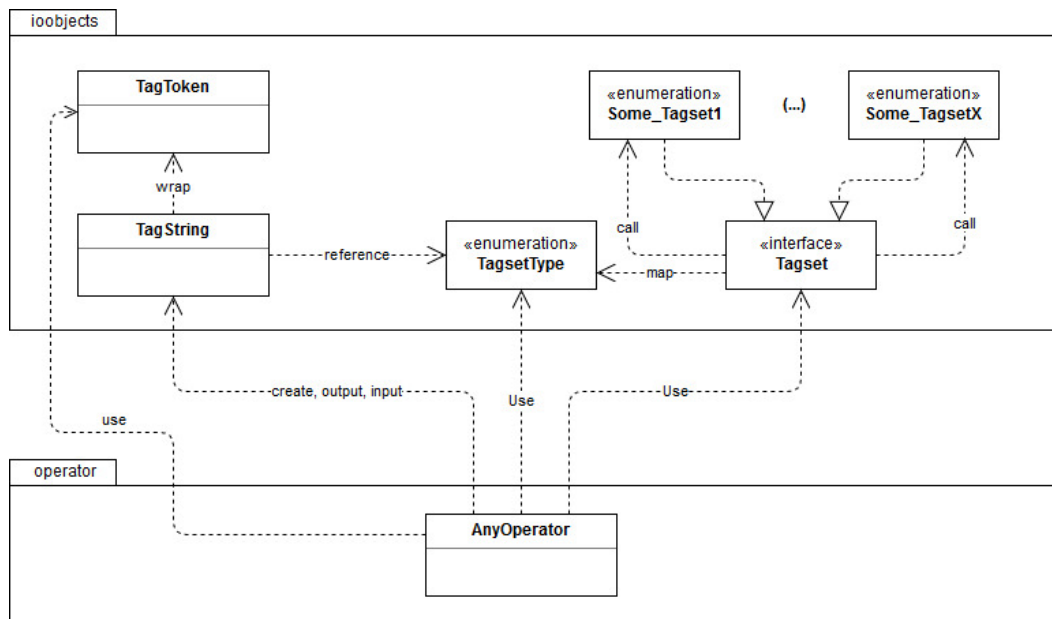 ioobjects
TagToken
«enumeration»
Some_Tagset1
(...)
«enumeration»
Some_TagsetX
wrap
TagString
reference
«enumeration»
TagsetType
call
call
map
«interface»
Tagset
create, output, input
Use
Use
use
operator
AnyOperator